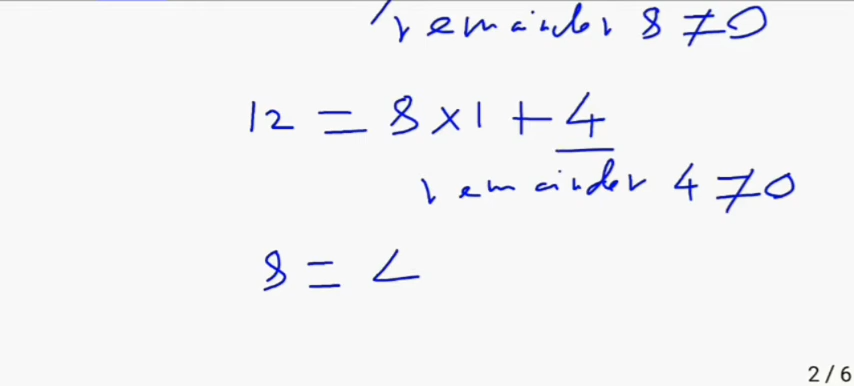 remainder 8 ≠ 0
12 = 8 × 1 + 4
remainder 4 ≠ 0
8 = ∠
2 / 6